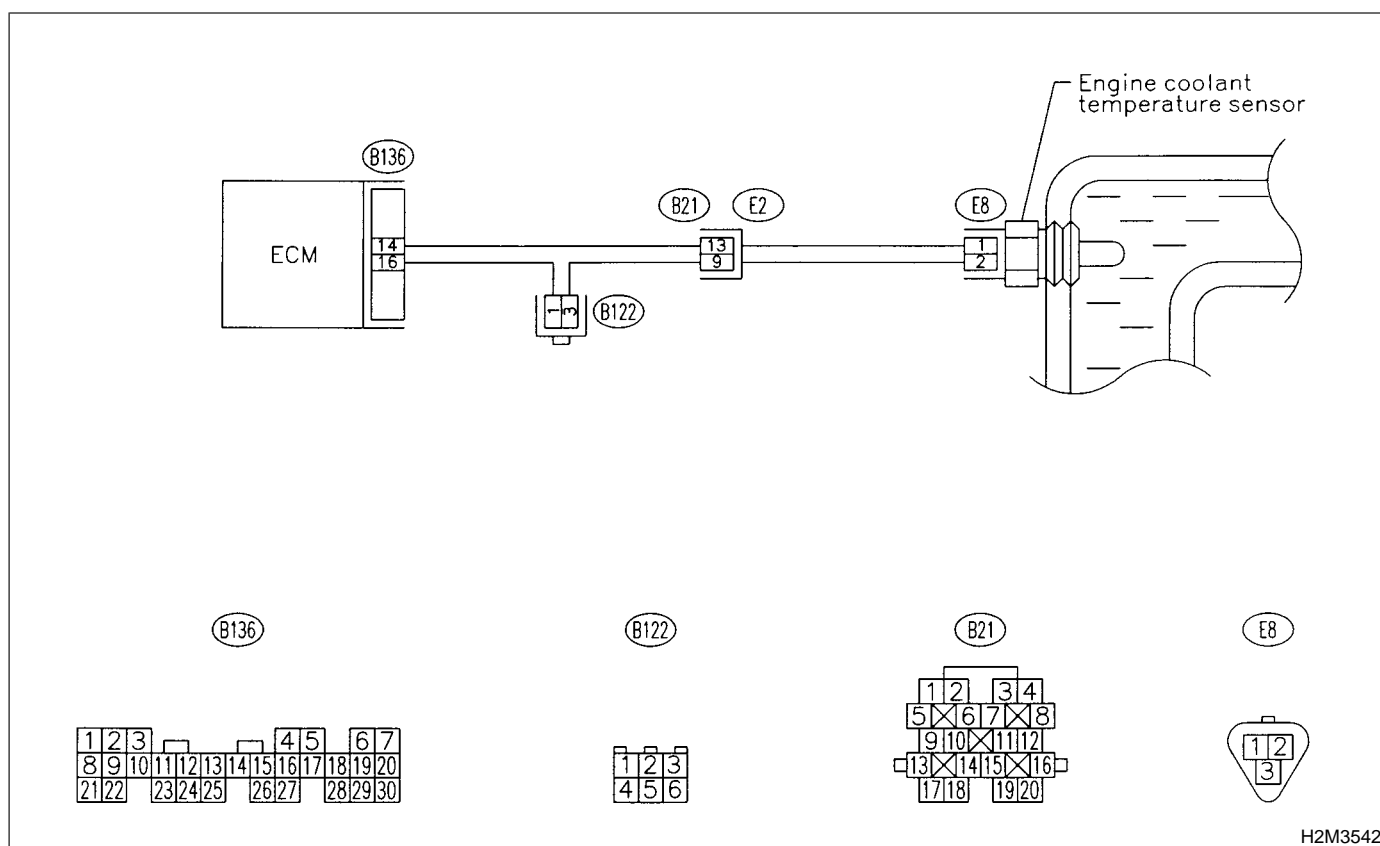 Engine coolant
temperature sensor
B136
B21 E2 E8
ECM
14 13 1
16 9 2
1 3 B122
B136 B122 B21 E8
1 2 3 4 5 6 7
8 9 10 11 12 13 14 15 16 17 18 19 20
21 22 23 24 25 26 27 28 29 30
1 2 3
4 5 6
1 2 3 4
5 6 7 8
9 10 11 12
13 14 15 16
17 18 19 20
1 2
3
H2M3542